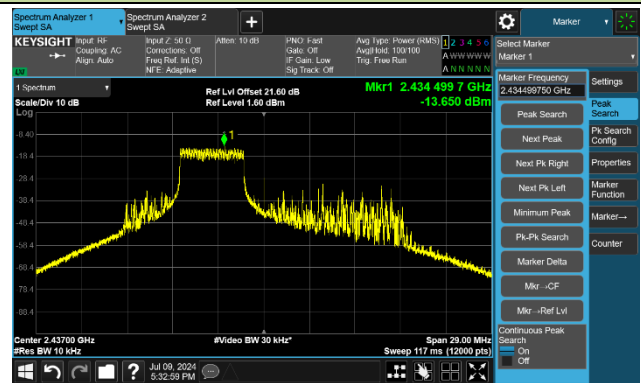 Spectrum Analyzer 1
Swept SA
Spectrum Analyzer 2
Swept SA
+
Marker
KEYSIGHT
Input: RF
Coupling: AC
Align: Auto
Input Z: 50 Ω
Corrections: Off
Freq Ref: Int (S)
NFE: Adaptive
Atten: 10 dB
PNO: Fast
Gate: Off
IF Gain: Low
Sig Track: Off
Avg Type: Power (RMS)
Avg|Hold: 100/100
Trig: Free Run
1 2 3 4 5 6
A W W W W W
A N N N N N
LV
Select Marker
Marker 1
1 Spectrum
Scale/Div 10 dB
Log
Ref Lvl Offset 21.60 dB
Ref Level 1.60 dBm
Mkr1 2.434 499 7 GHz
-13.650 dBm
1
-8.40
-18.4
-28.4
-38.4
-48.4
-58.4
-68.4
-78.4
-88.4
Center 2.43700 GHz
#Res BW 10 kHz
#Video BW 30 kHz*
Span 29.00 MHz
Sweep 117 ms (12000 pts)
Marker Frequency
2.434499750 GHz
Peak Search
Next Peak
Next Pk Right
Next Pk Left
Minimum Peak
Pk-Pk Search
Marker Delta
Mkr→CF
Mkr→Ref Lvl
Continuous Peak
Search
On
Off
Settings
Peak
Search
Pk Search
Config
Properties
Marker
Function
Marker→
Counter
?
Jul 09, 2024
5:32:59 PM